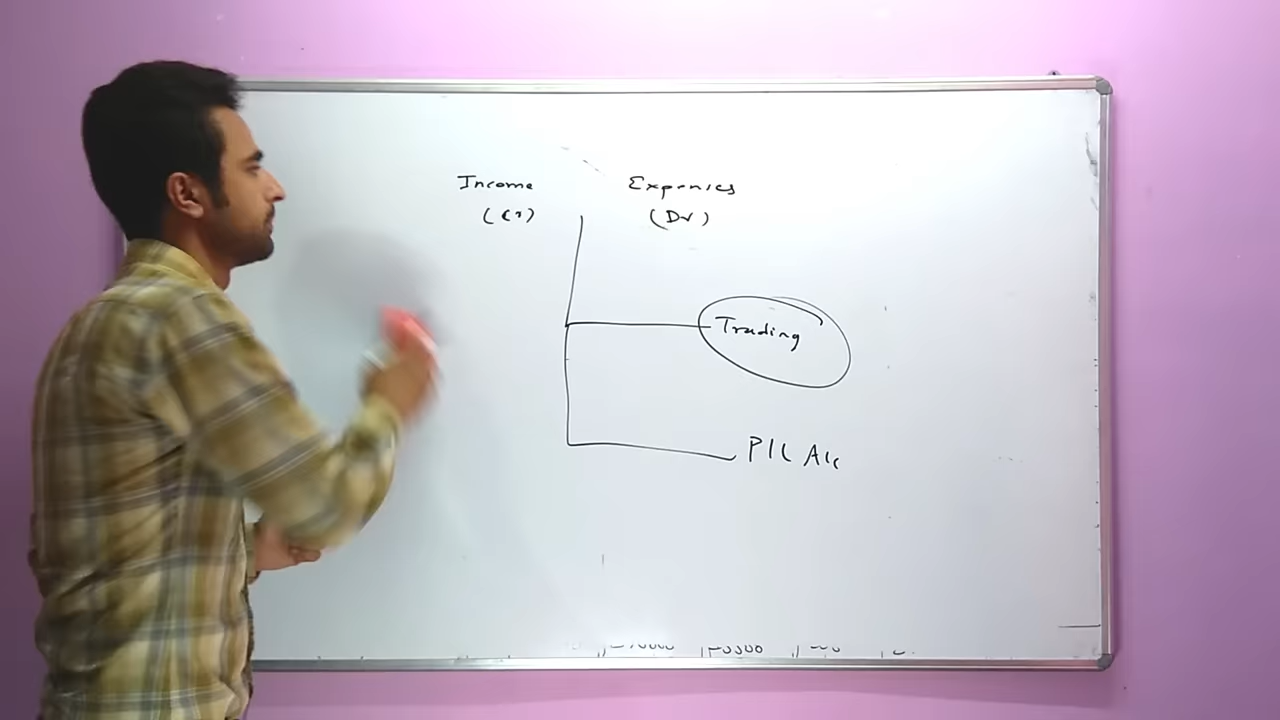 Income Expenses
(Cr) (Dr)
Trading
P/L A/c